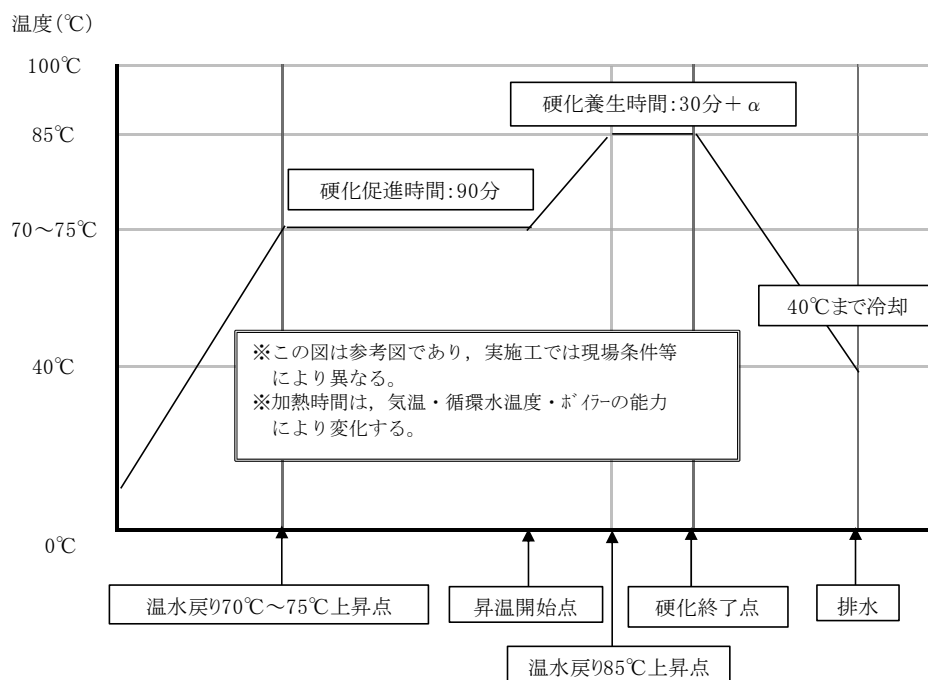 温度(℃)
100℃
硬化養生時間:30分+α
85℃
硬化促進時間:90分
70～75℃
40℃まで冷却
※この図は参考図であり，実施工では現場条件等
により異なる。
※加熱時間は，気温・循環水温度・ﾎﾞｲﾗｰの能力
により変化する。
40℃
0℃
温水戻り70℃～75℃上昇点
昇温開始点
硬化終了点
排水
温水戻り85℃上昇点